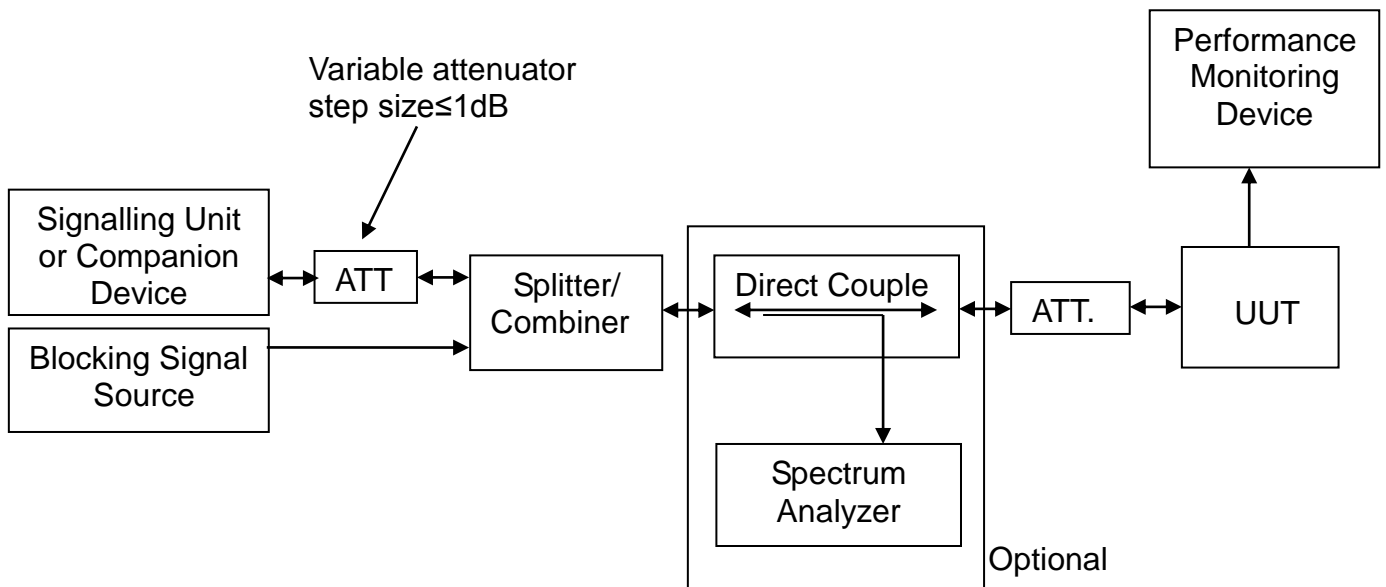 Performance
Monitoring
Device
Variable attenuator
step size≤1dB
Signalling Unit
or Companion
Device
ATT
Splitter/
Combiner
Direct Couple
ATT.
UUT
Blocking Signal
Source
Spectrum
Analyzer
Optional